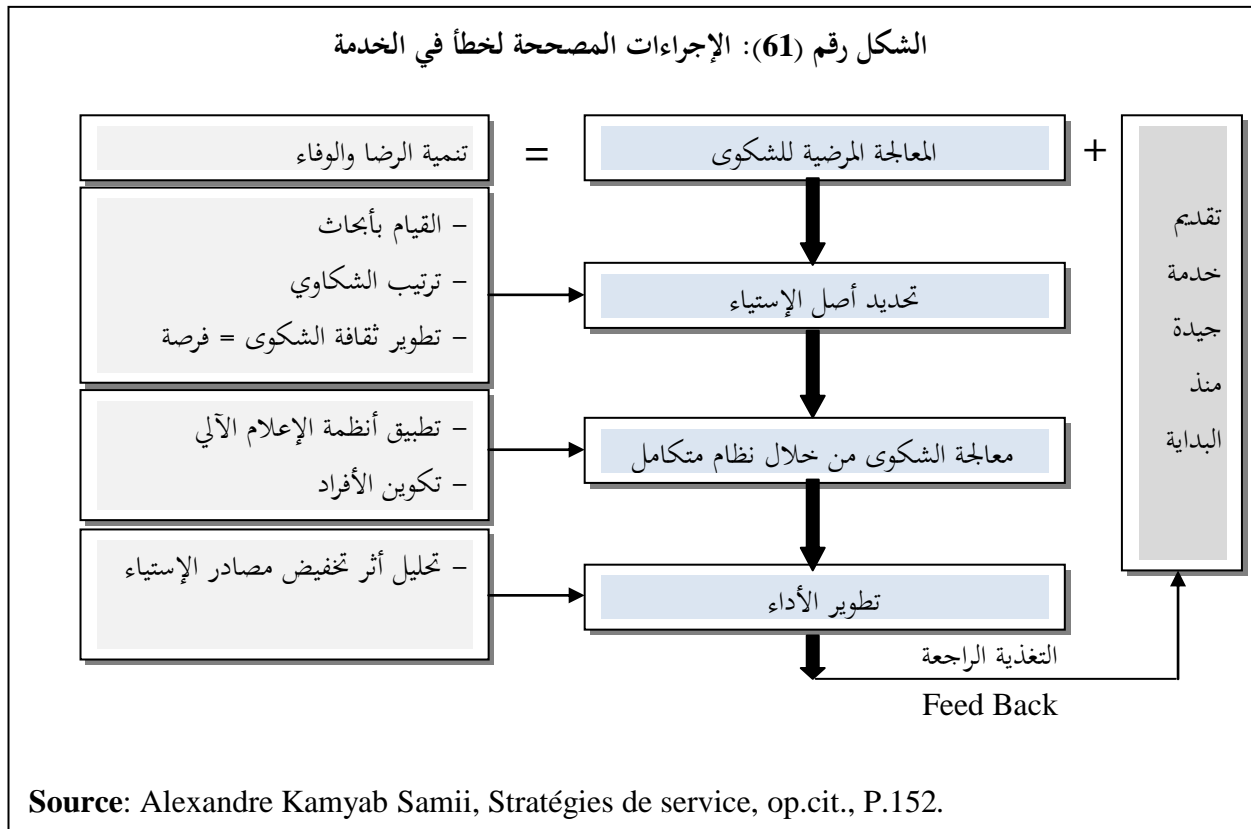 الشكل رقم (61): الإجراءات المصححة لخطأ في الخدمة
تقديم
خدمة
جيدة
منذ
البداية
+
المعالجة المرضية للشكوى
=
تنمية الرضا والوفاء
– القيام بأبحاث
– ترتيب الشكاوي
– تطوير ثقافة الشكوى = فرصة
تحديد أصل الإستياء
– تطبيق أنظمة الإعلام الآلي
– تكوين الأفراد
معالجة الشكوى من خلال نظام متكامل
– تحليل أثر تخفيض مصادر الإستياء
تطوير الأداء
التغذية الراجعة
Feed Back
Source: Alexandre Kamyab Samii, Stratégies de service, op.cit., P.152.